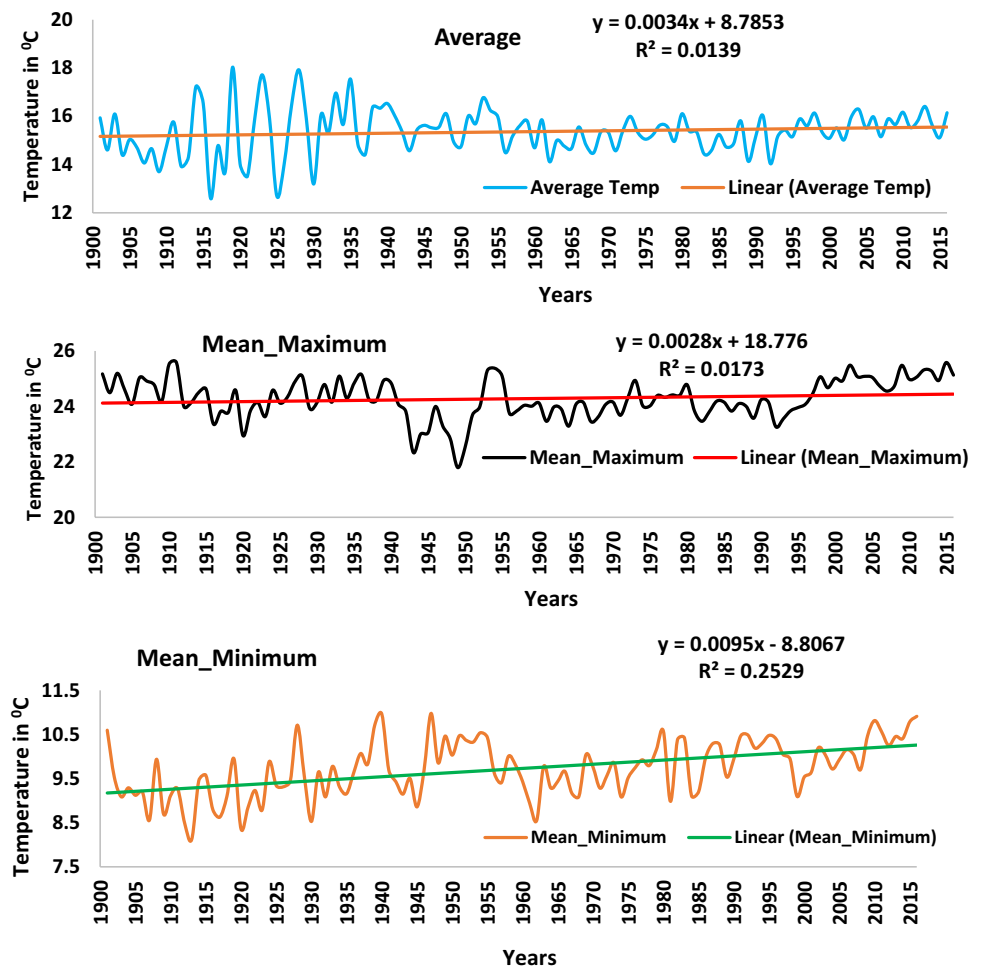 Average
y = 0.0034x + 8.7853
R² = 0.0139
Temperature in ⁰C
20
18
16
14
12
Average Temp
Linear (Average Temp)
1900 1905 1910 1915 1920 1925 1930 1935 1940 1945 1950 1955 1960 1965 1970 1975 1980 1985 1990 1995 2000 2005 2010 2015
Years
Mean_Maximum
y = 0.0028x + 18.776
R² = 0.0173
Temperature in ⁰C
26
24
22
20
Mean_Maximum
Linear (Mean_Maximum)
1900 1905 1910 1915 1920 1925 1930 1935 1940 1945 1950 1955 1960 1965 1970 1975 1980 1985 1990 1995 2000 2005 2010 2015
Years
Mean_Minimum
y = 0.0095x - 8.8067
R² = 0.2529
Temperature in ⁰C
11.5
10.5
9.5
8.5
7.5
Mean_Minimum
Linear (Mean_Minimum)
1900 1905 1910 1915 1920 1925 1930 1935 1940 1945 1950 1955 1960 1965 1970 1975 1980 1985 1990 1995 2000 2005 2010 2015
Years